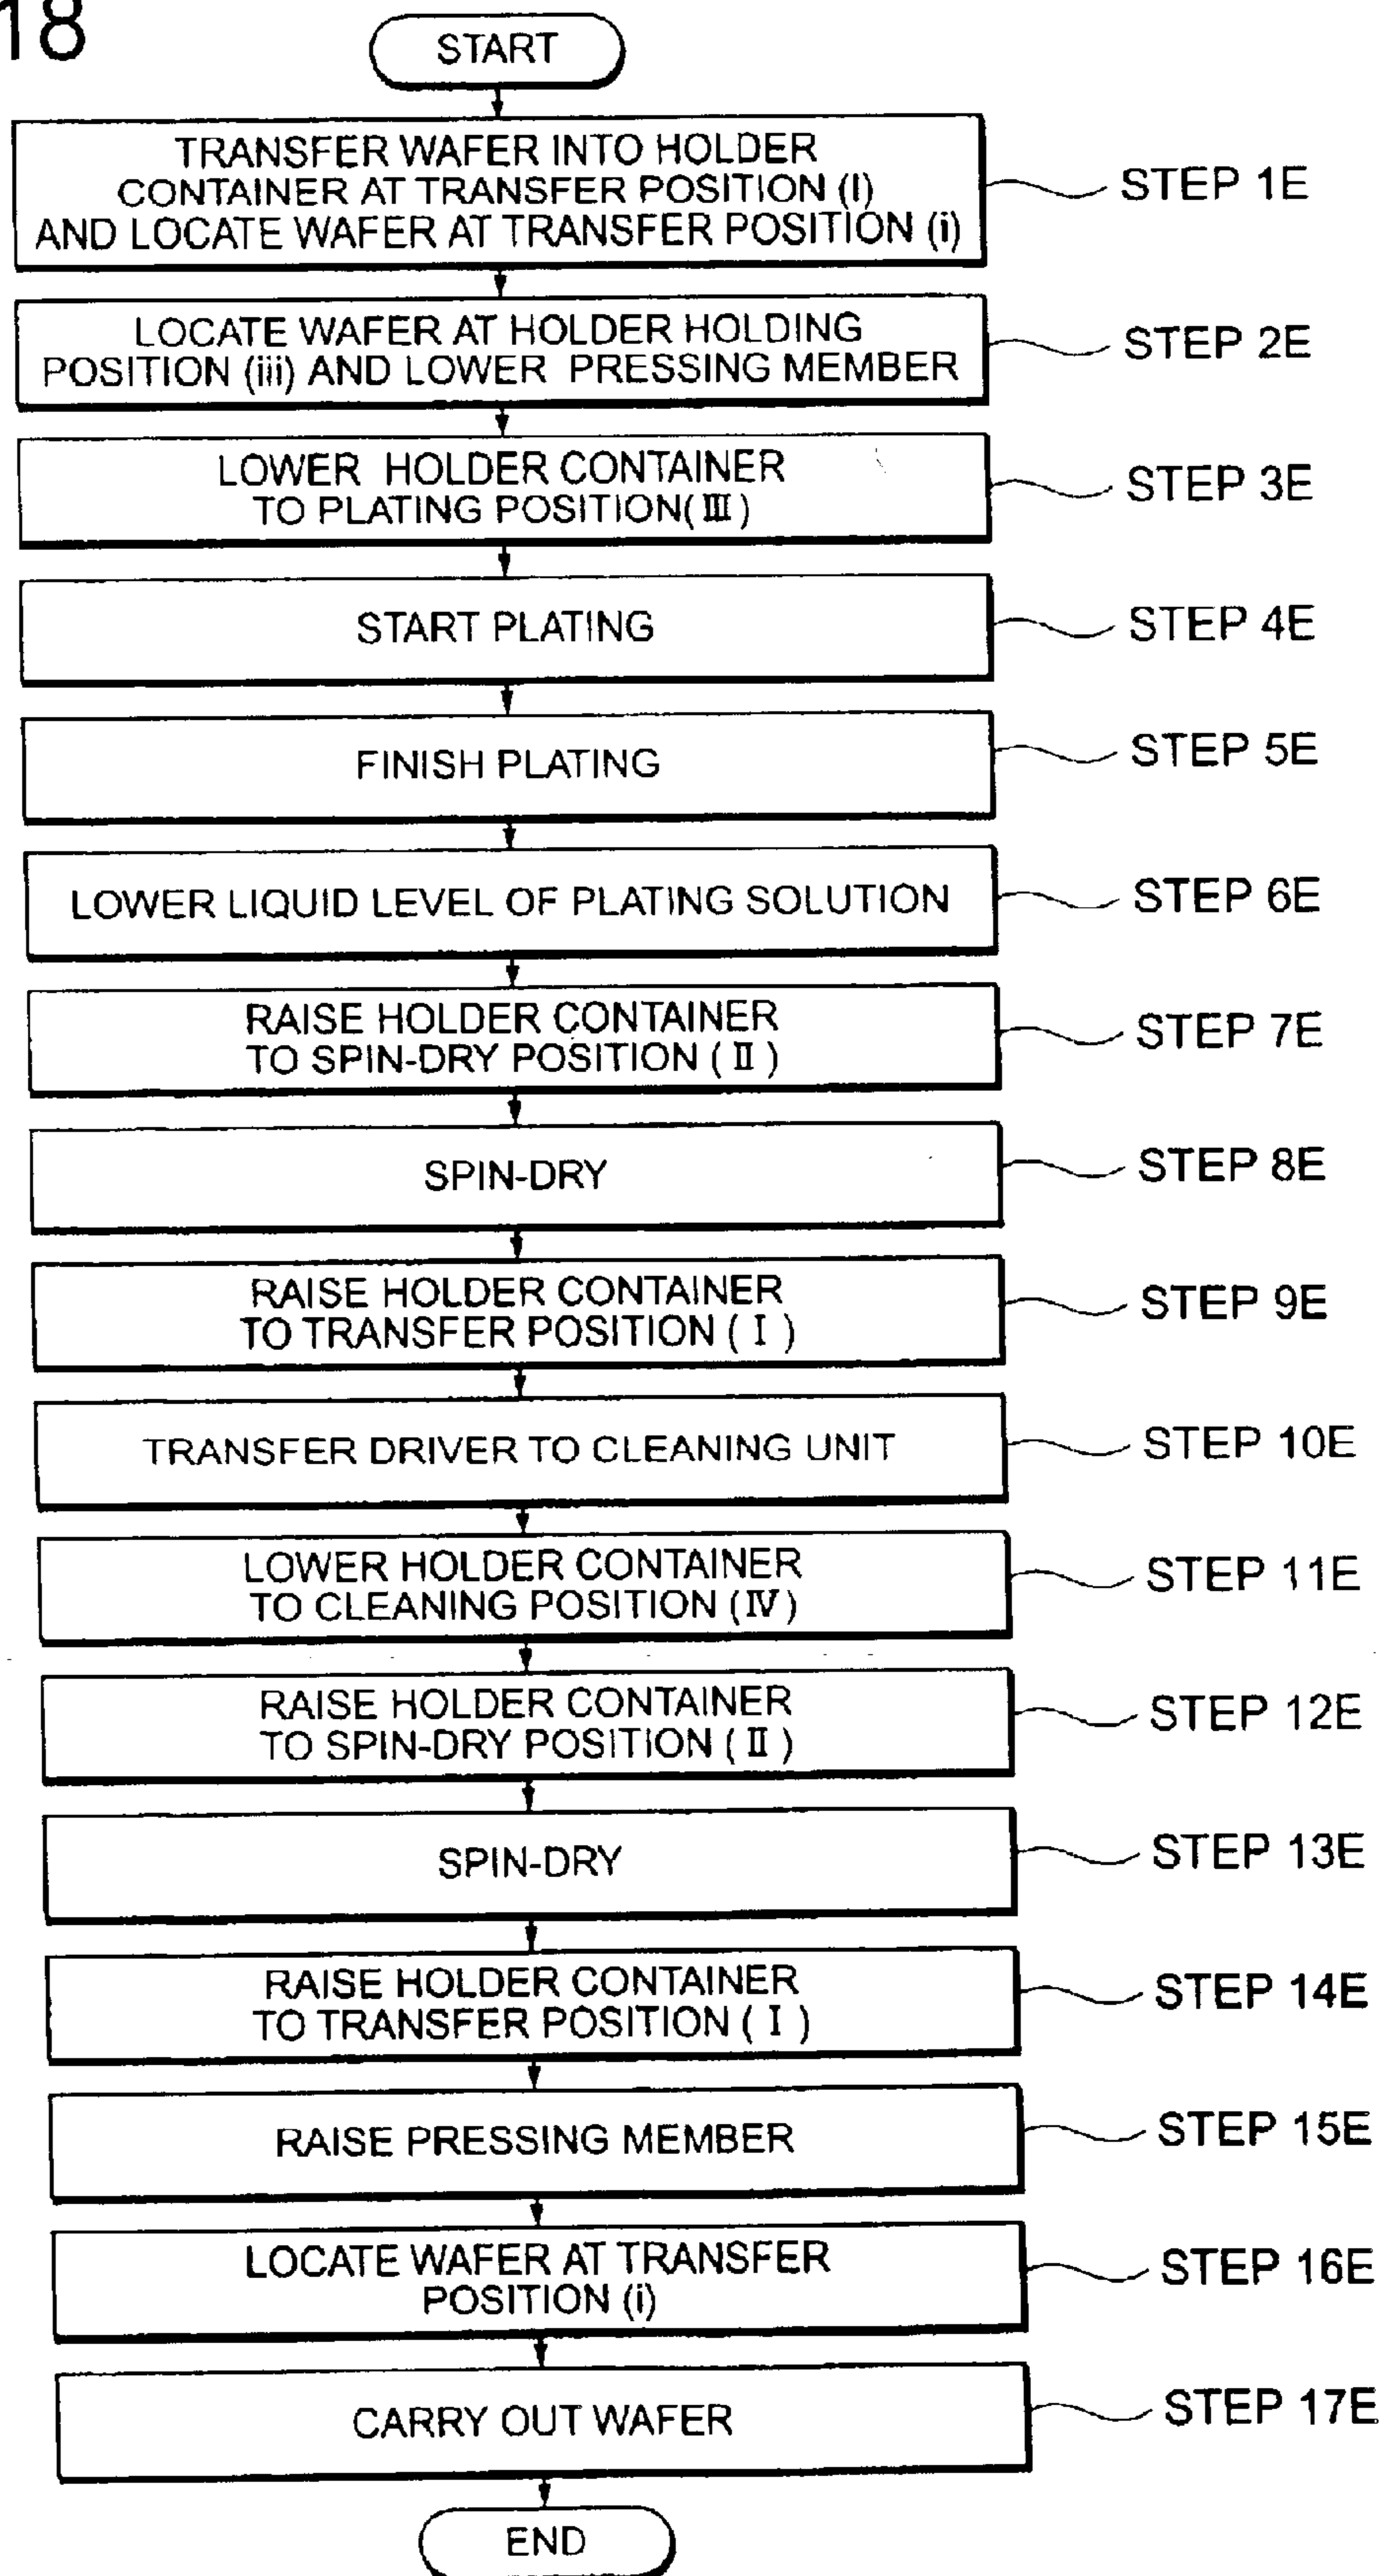 18
START
TRANSFER WAFER INTO HOLDER
CONTAINER AT TRANSFER POSITION (I)
AND LOCATE WAFER AT TRANSFER POSITION (i)
STEP 1E
LOCATE WAFER AT HOLDER HOLDING
POSITION (iii) AND LOWER PRESSING MEMBER
STEP 2E
LOWER HOLDER CONTAINER
TO PLATING POSITION(III)
STEP 3E
START PLATING
STEP 4E
FINISH PLATING
STEP 5E
LOWER LIQUID LEVEL OF PLATING SOLUTION
STEP 6E
RAISE HOLDER CONTAINER
TO SPIN-DRY POSITION (II)
STEP 7E
SPIN-DRY
STEP 8E
RAISE HOLDER CONTAINER
TO TRANSFER POSITION (I)
STEP 9E
TRANSFER DRIVER TO CLEANING UNIT
STEP 10E
LOWER HOLDER CONTAINER
TO CLEANING POSITION (IV)
STEP 11E
RAISE HOLDER CONTAINER
TO SPIN-DRY POSITION (II)
STEP 12E
SPIN-DRY
STEP 13E
RAISE HOLDER CONTAINER
TO TRANSFER POSITION (I)
STEP 14E
RAISE PRESSING MEMBER
STEP 15E
LOCATE WAFER AT TRANSFER
POSITION (i)
STEP 16E
CARRY OUT WAFER
STEP 17E
END